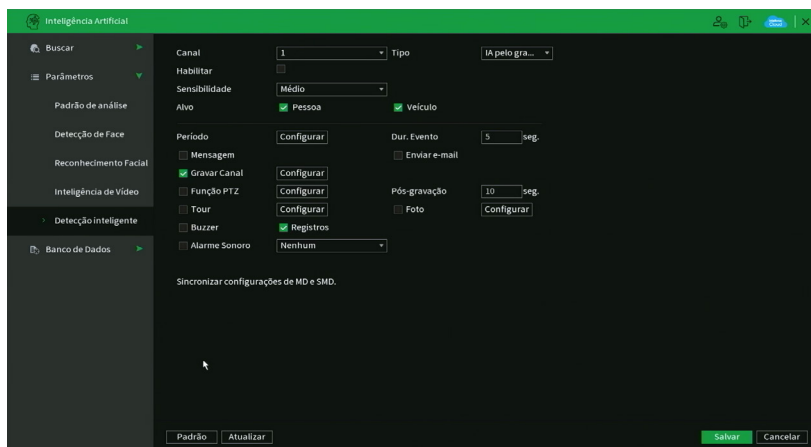 Inteligência Artificial
Buscar
Parâmetros
Padrão de análise
Detecção de Face
Reconhecimento Facial
Inteligência de Vídeo
Detecção inteligente
Banco de Dados
Canal 1 Tipo IA pelo gra...
Habilitar
Sensibilidade Médio
Alvo Pessoa Veículo
Período Configurar Dur. Evento 5 seg.
Mensagem Enviar e-mail
Gravar Canal Configurar
Função PTZ Configurar Pós-gravação 10 seg.
Tour Configurar Foto Configurar
Buzzer Registros
Alarme Sonoro Nenhum
Sincronizar configurações de MD e SMD.
Padrão Atualizar Salvar Cancelar